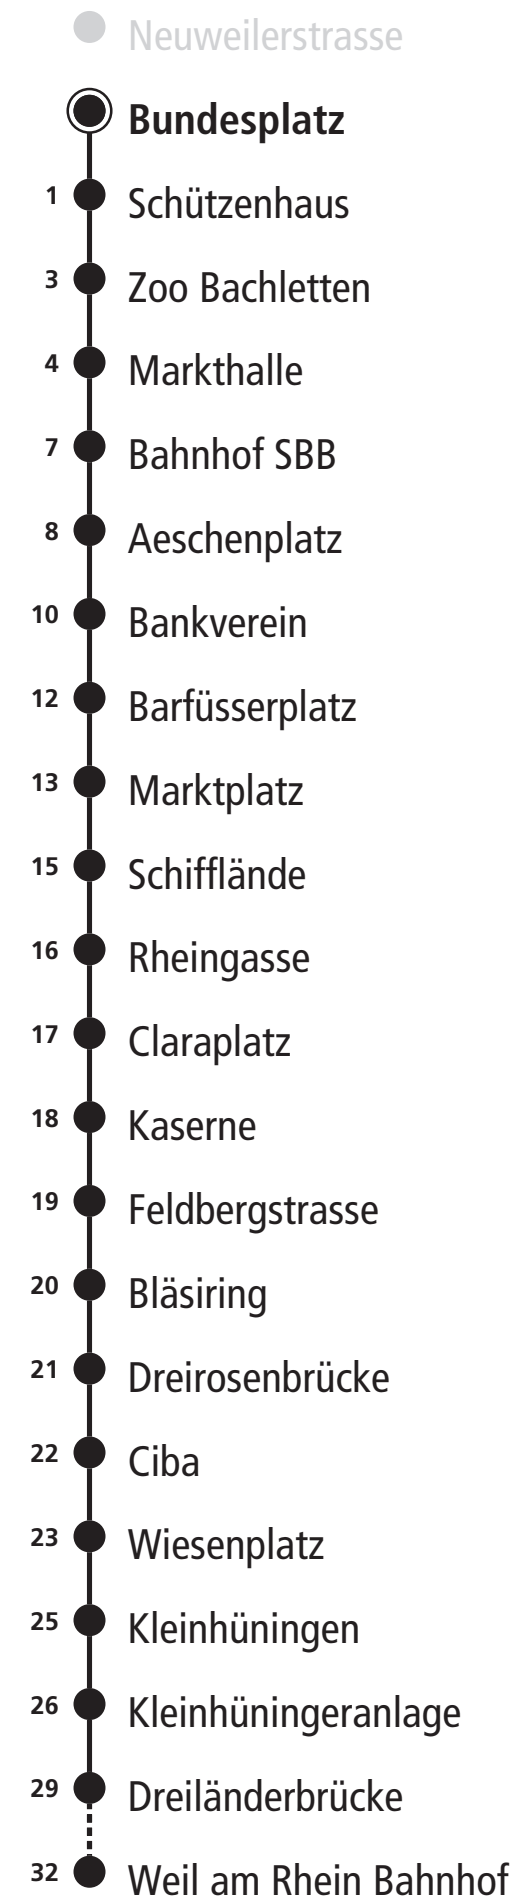 Neuweilerstrasse
Bundesplatz
1 Schützenhaus
3 Zoo Bachletten
4 Markthalle
7 Bahnhof SBB
8 Aeschenplatz
10 Bankverein
12 Barfüsserplatz
13 Marktplatz
15 Schifflände
16 Rheingasse
17 Claraplatz
18 Kaserne
19 Feldbergstrasse
20 Bläsiring
21 Dreirosenbrücke
22 Ciba
23 Wiesenplatz
25 Kleinhüningen
26 Kleinhüningeranlage
29 Dreiländerbrücke
32 Weil am Rhein Bahnhof